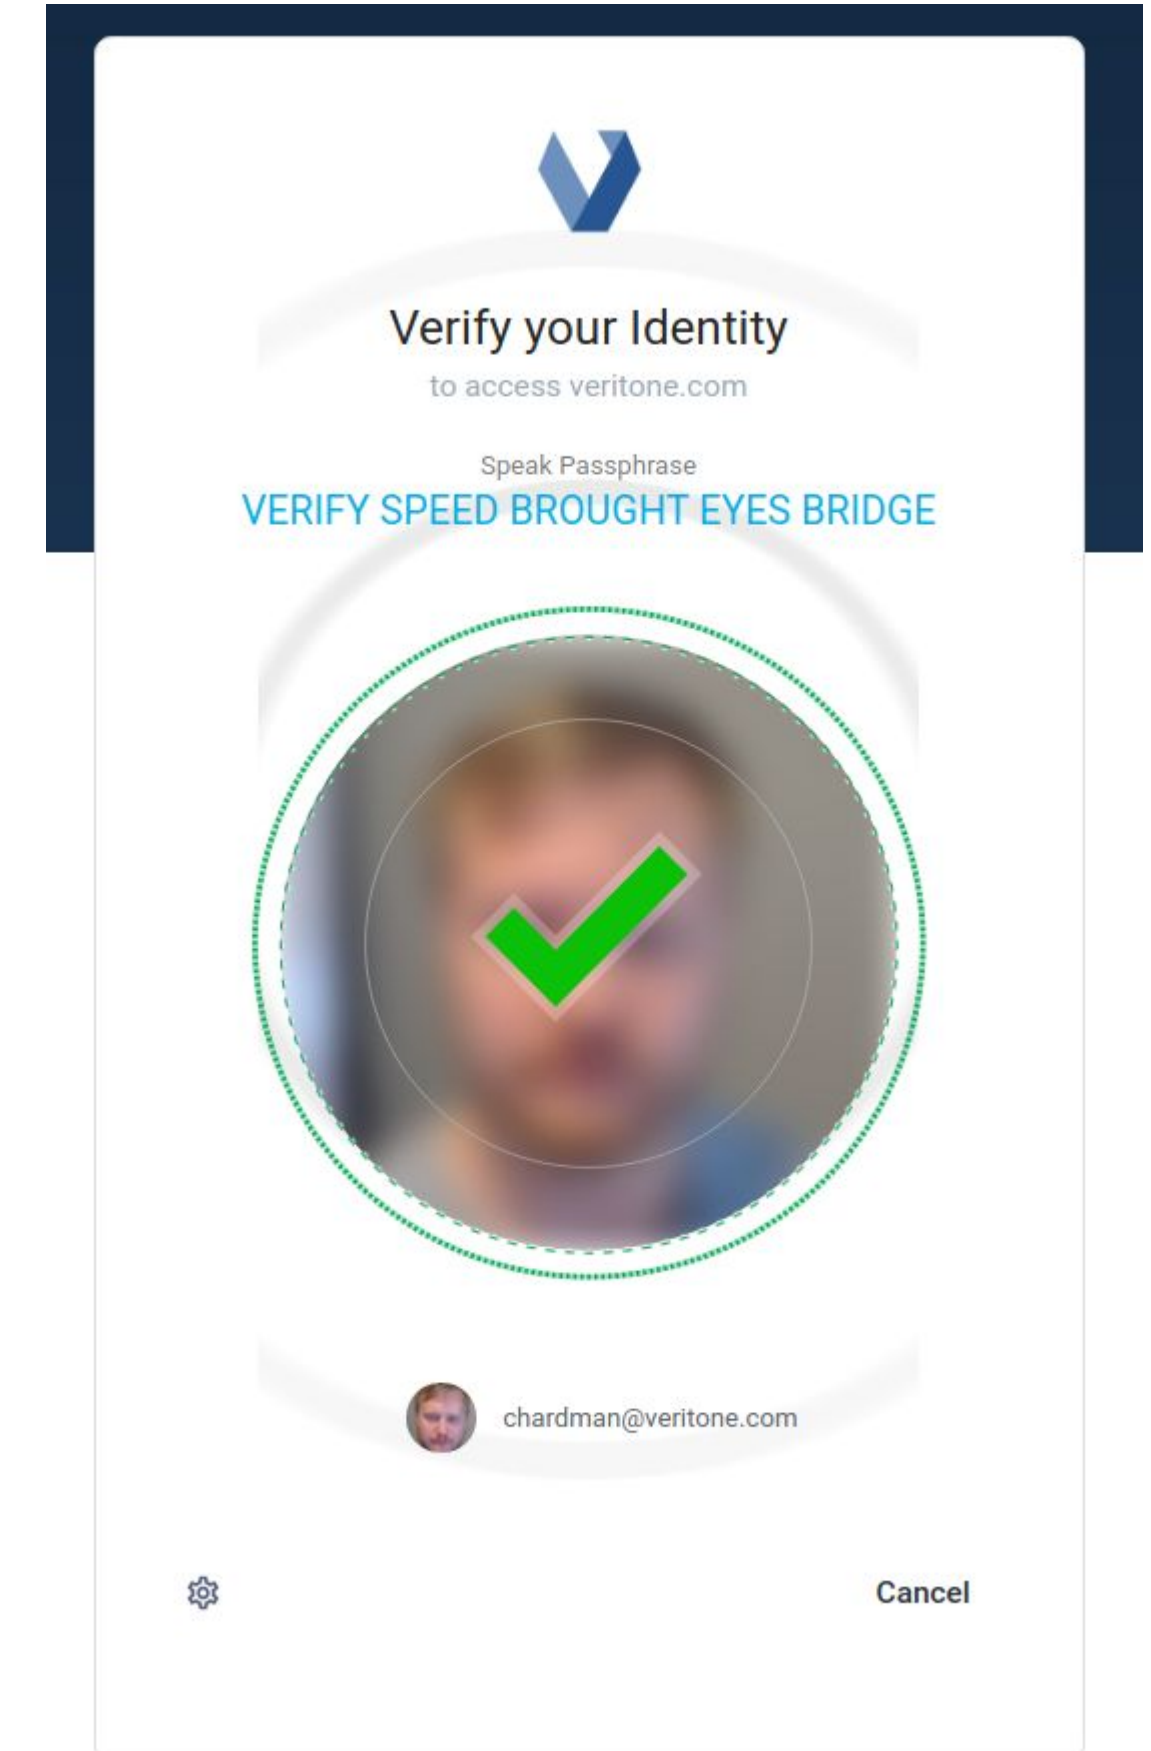 Verify your Identity
to access veritone.com
Speak Passphrase
VERIFY SPEED BROUGHT EYES BRIDGE
chardman@veritone.com
Cancel